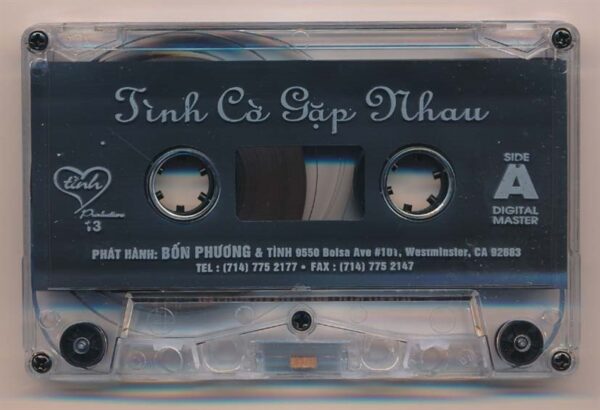 Tình Cờ Gặp Nhau
tình
Productions
13
SIDE
A
DIGITAL
MASTER
PHÁT HÀNH: BỐN PHƯƠNG & TÌNH 9550 Bolsa Ave #101, Westminster, CA 92683
TEL : (714) 775 2177 • FAX : (714) 775 2147